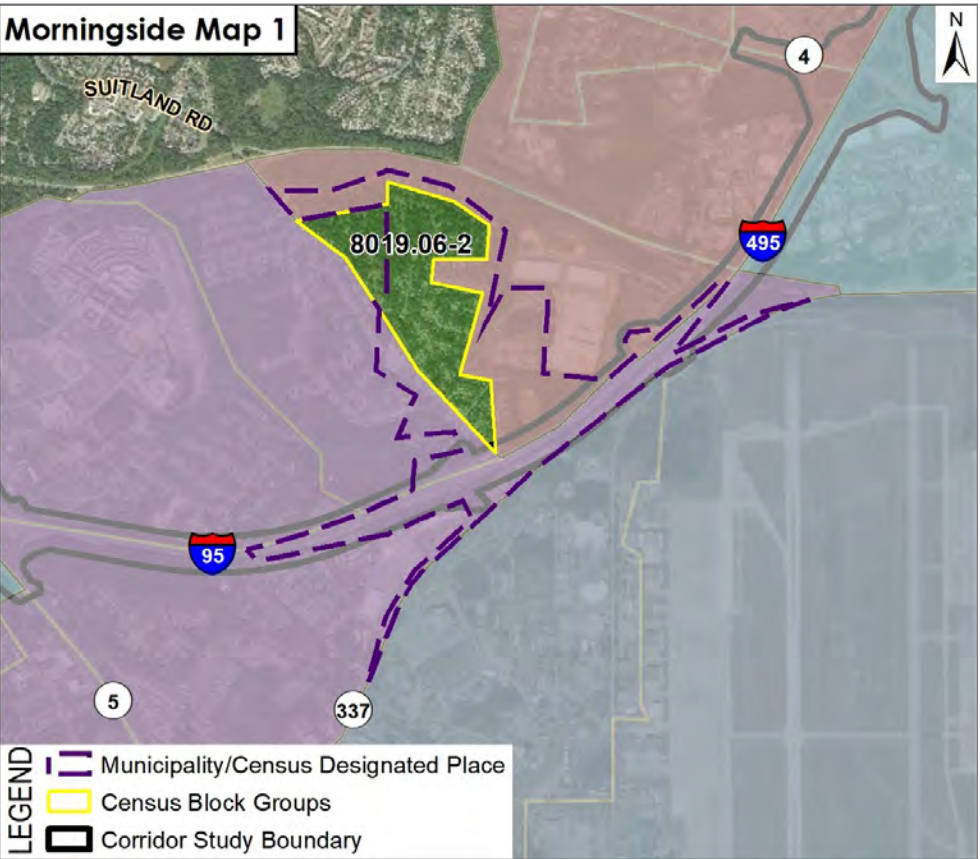 Morningside Map 1
N
4
SUITLAND RD
8019.06-2
495
95
5
337
LEGEND
Municipality/Census Designated Place
Census Block Groups
Corridor Study Boundary